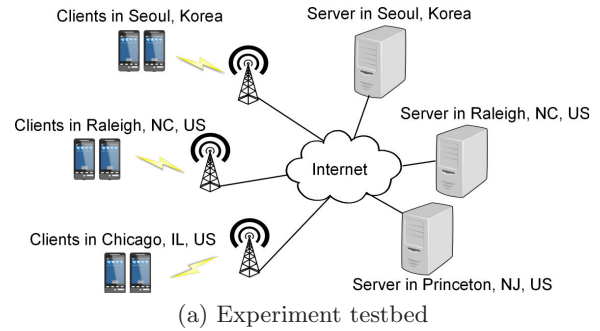 Clients in Seoul, Korea
Server in Seoul, Korea
Clients in Raleigh, NC, US
Server in Raleigh, NC, US
Internet
Clients in Chicago, IL, US
Server in Princeton, NJ, US
(a) Experiment testbed